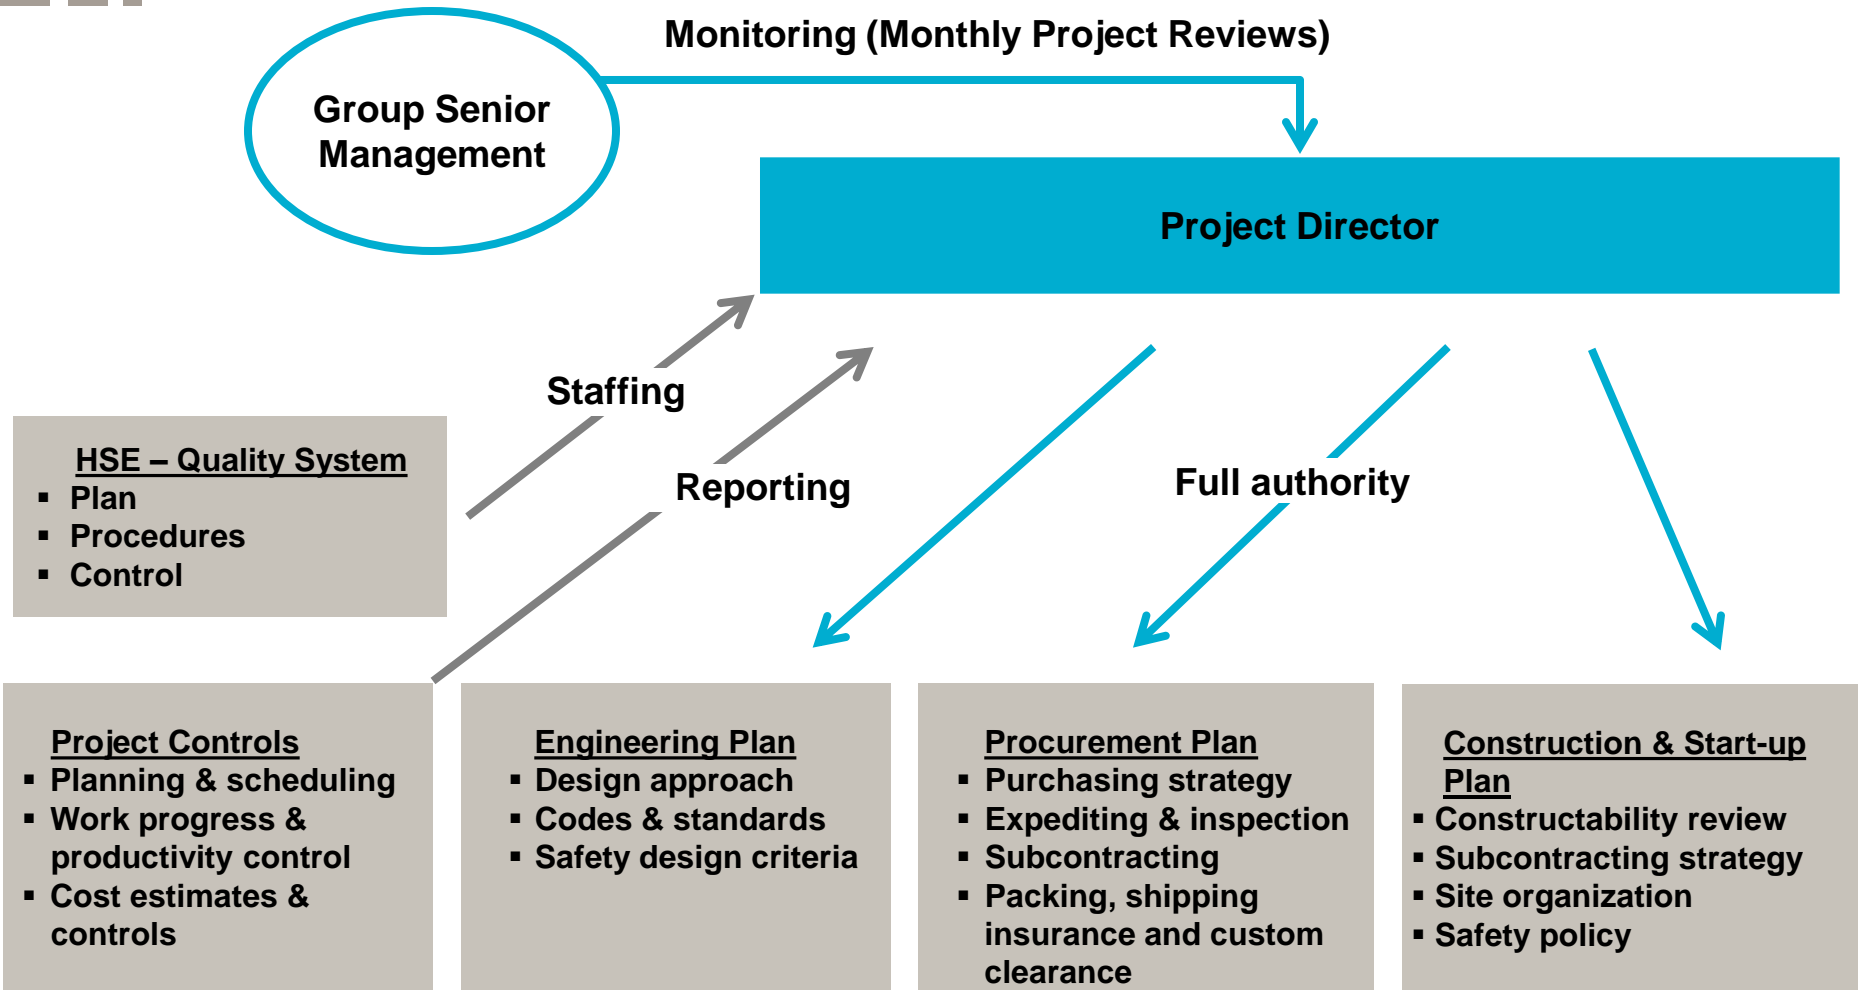 Monitoring (Monthly Project Reviews)
Group Senior
Management
Project Director
Staffing
Reporting
Full authority
HSE – Quality System
▪ Plan
▪ Procedures
▪ Control
Project Controls
▪ Planning & scheduling
▪ Work progress &
productivity control
▪ Cost estimates &
controls
Engineering Plan
▪ Design approach
▪ Codes & standards
▪ Safety design criteria
Procurement Plan
▪ Purchasing strategy
▪ Expediting & inspection
▪ Subcontracting
▪ Packing, shipping
insurance and custom
clearance
Construction & Start-up
Plan
▪ Constructability review
▪ Subcontracting strategy
▪ Site organization
▪ Safety policy